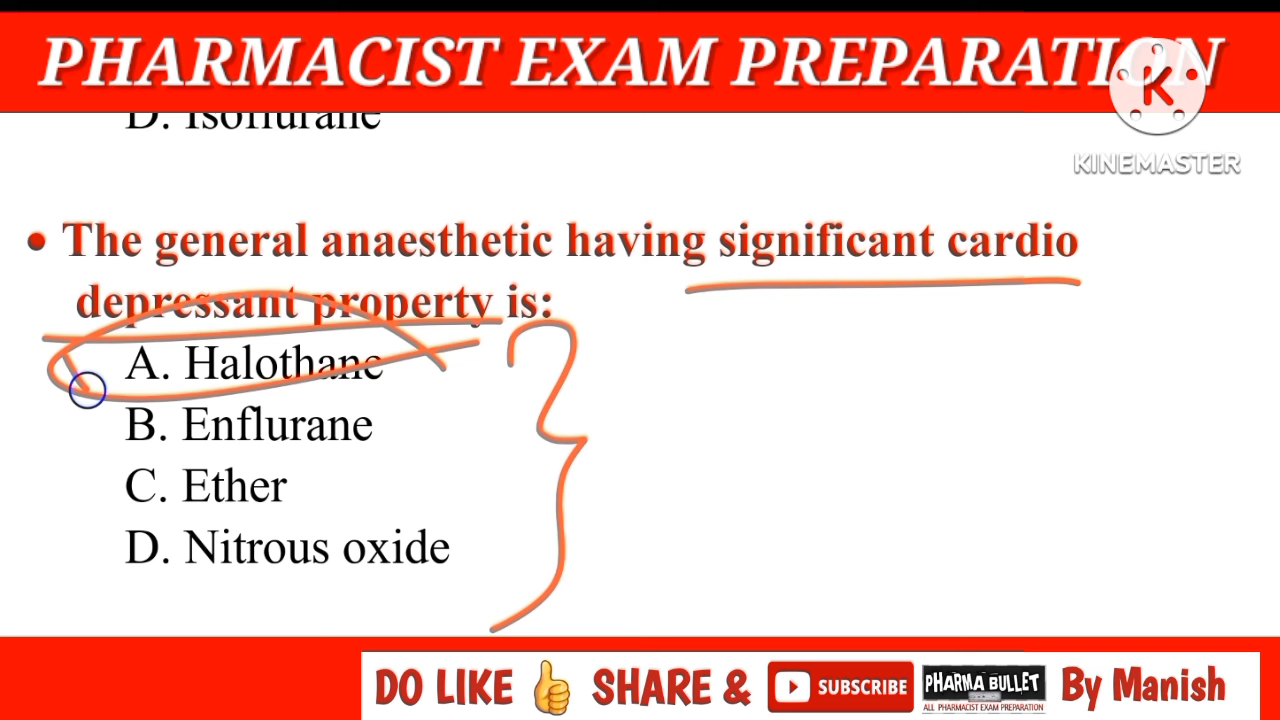 PHARMACIST EXAM PREPARATION
K
KINEMASTER
D. Isoflurane
• The general anaesthetic having significant cardio
depressant property is:
A. Halothane
B. Enflurane
C. Ether
D. Nitrous oxide
DO LIKE 👍 SHARE & SUBSCRIBE PHARMA BULLET By Manish
ALL PHARMACIST EXAM PREPARATION